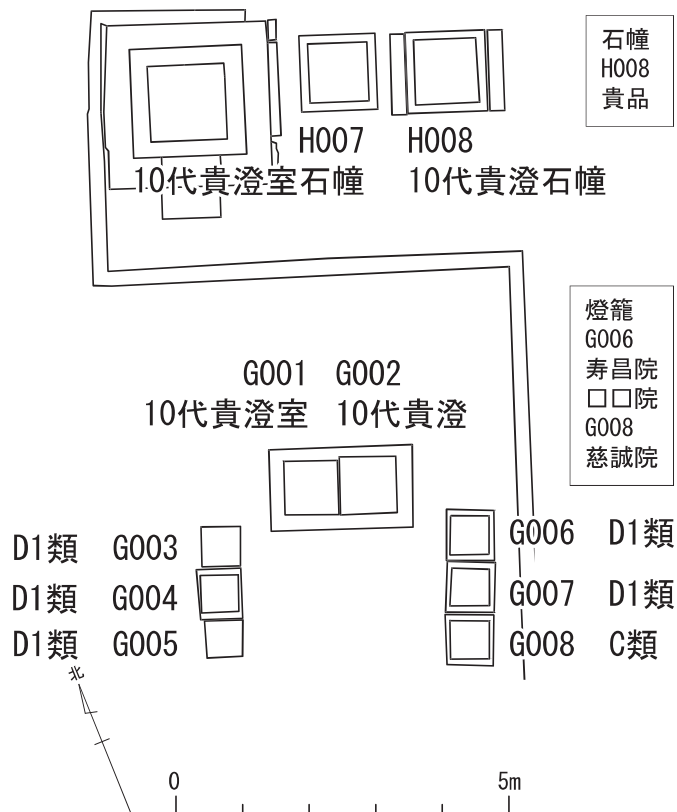 石幢
H008
貴品
H007 H008
10代貴澄室石幢 10代貴澄石幢
燈籠
G006
寿昌院
□□院
G008
慈誠院
G001 G002
10代貴澄室 10代貴澄
D1類 G003
D1類 G004
D1類 G005
G006 D1類
G007 D1類
G008 C類
北
0 5m